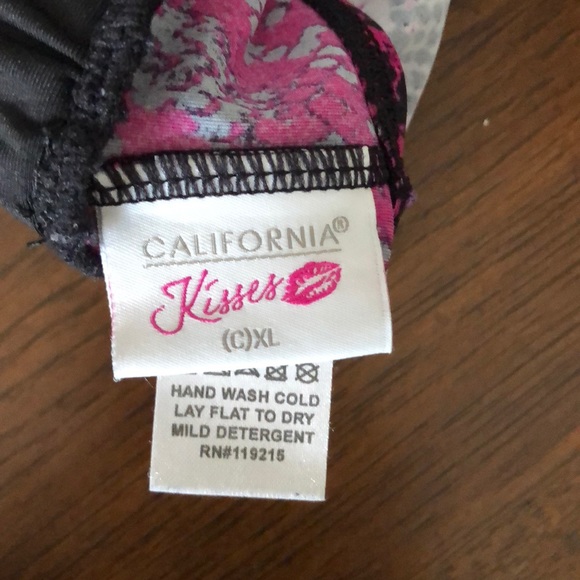 CALIFORNIA®
Kisses
(C)XL
HAND WASH COLD
LAY FLAT TO DRY
MILD DETERGENT
RN#119215